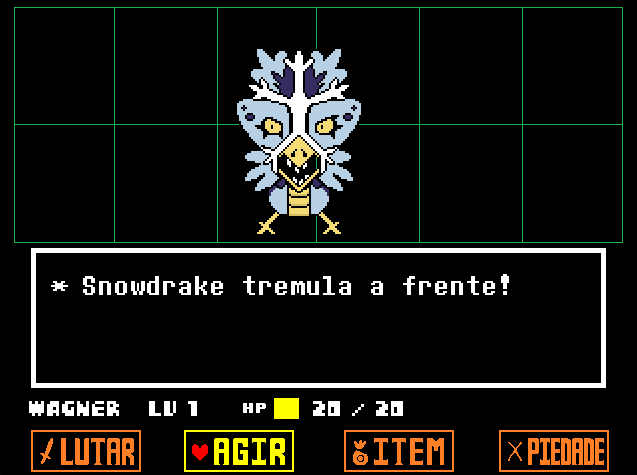 * Snowdrake tremula a frente!
WAGNER LV 1 HP 20 / 20
LUTAR AGIR ITEM PIEDADE